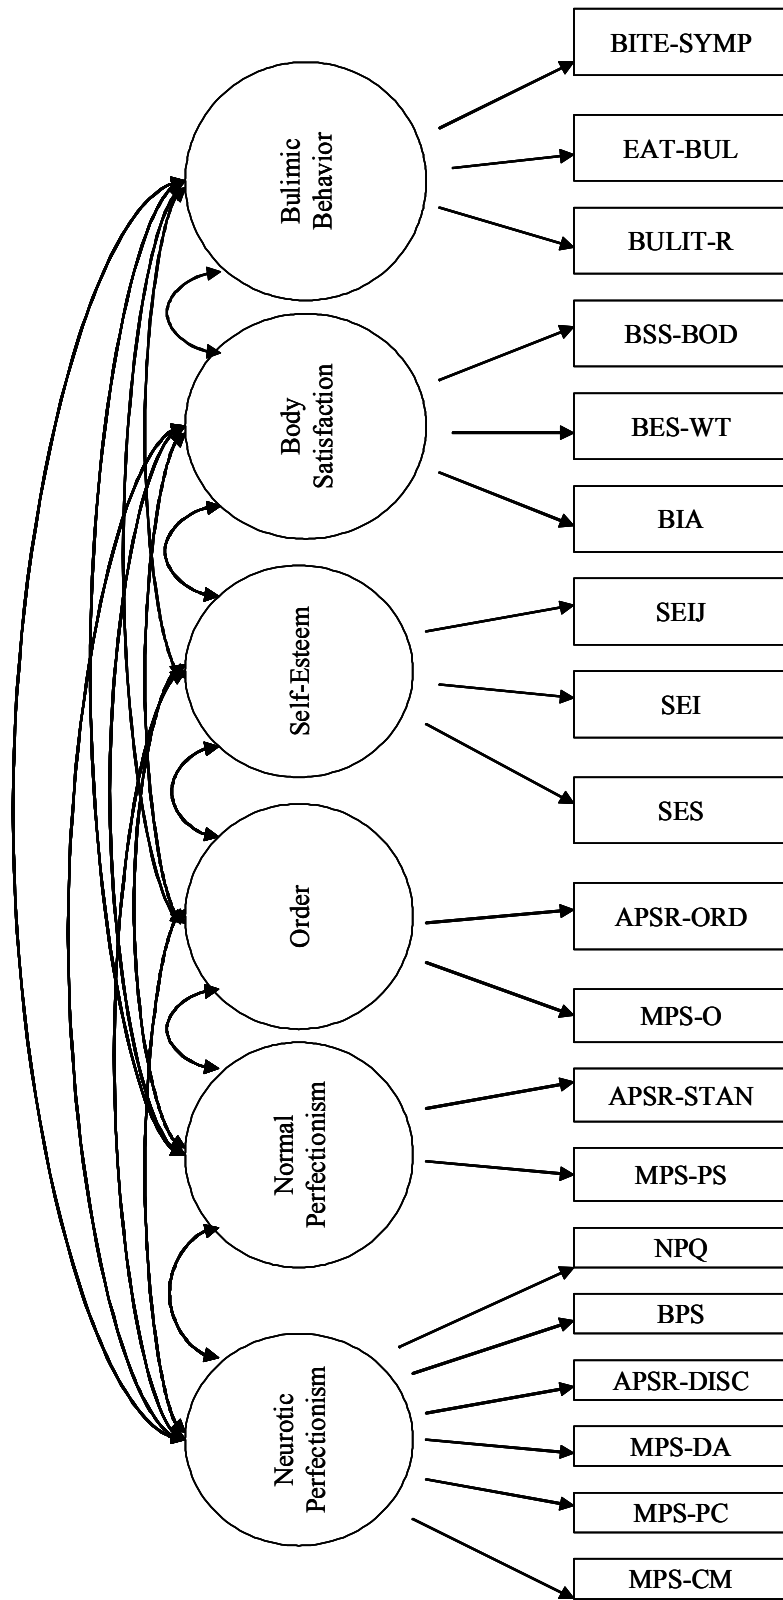 BITE-SYMP
EAT-BUL
BULIT-R
Bulimic
Behavior
BSS-BOD
BES-WT
BIA
Body
Satisfaction
SEIJ
SEI
SES
Self-Esteem
APSR-ORD
MPS-O
Order
APSR-STAN
MPS-PS
Normal
Perfectionism
NPQ
BPS
APSR-DISC
MPS-DA
MPS-PC
MPS-CM
Neurotic
Perfectionism